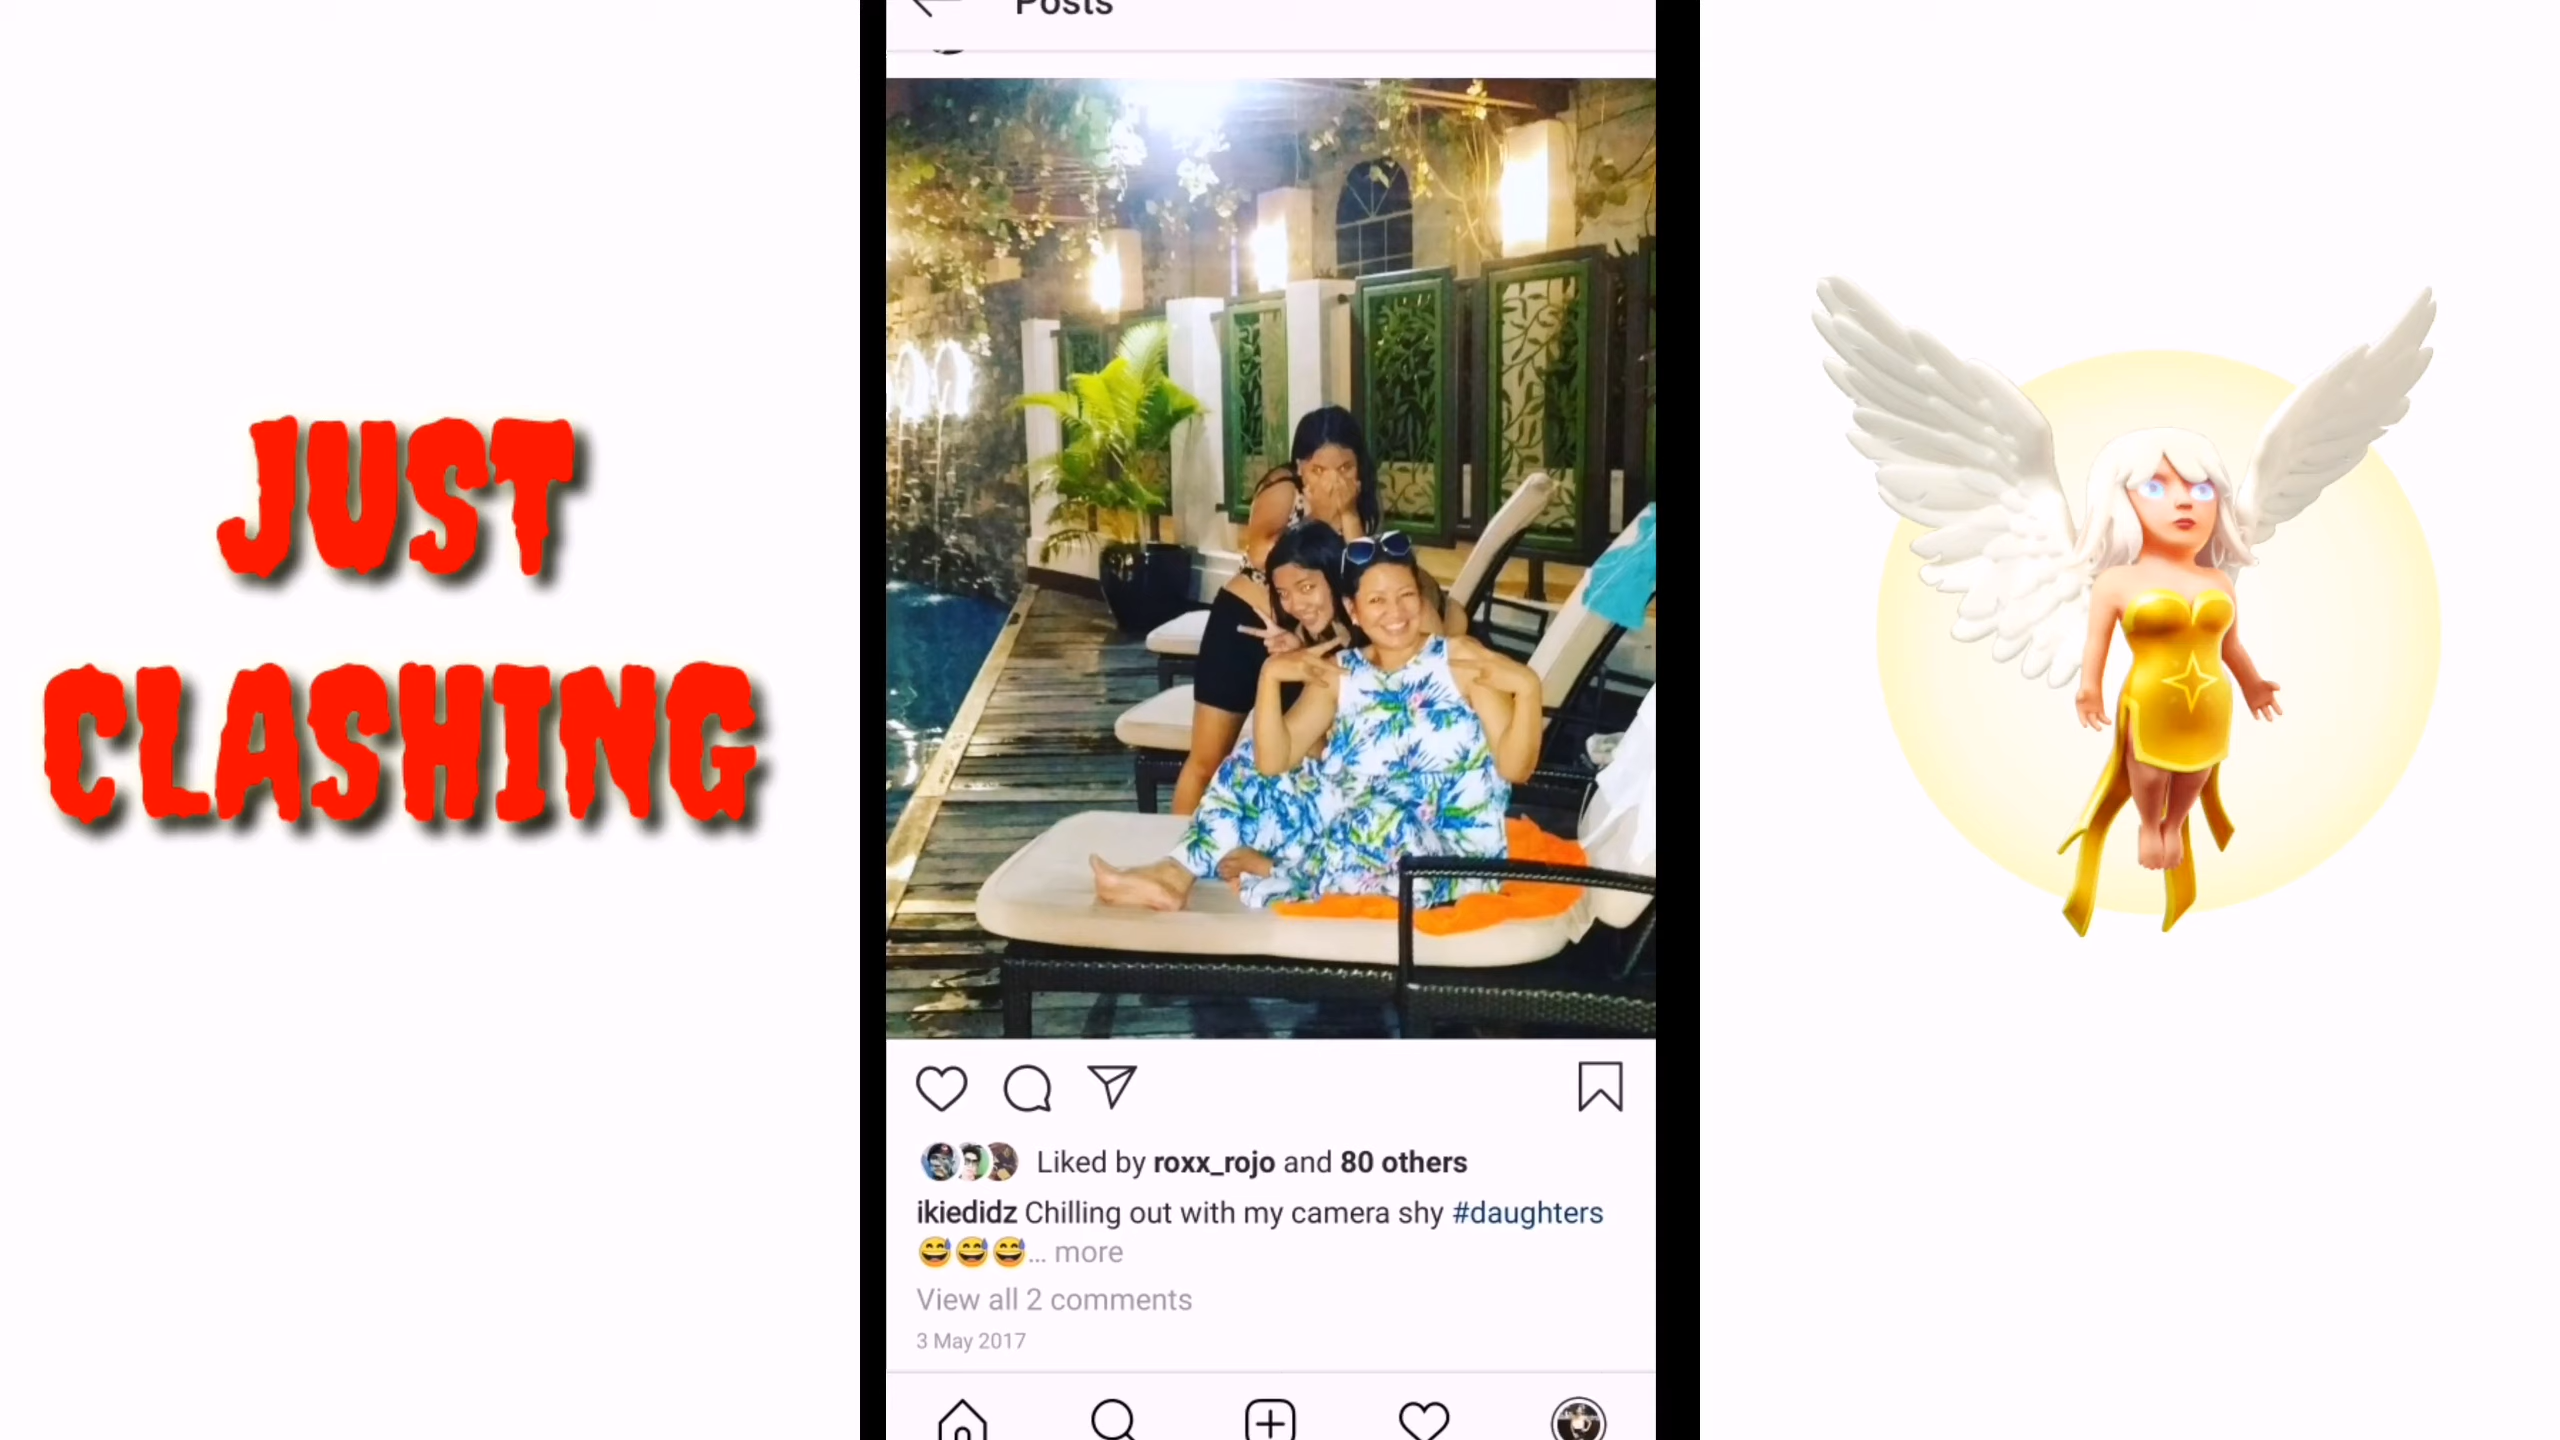 JUST
CLASHING
Posts
Liked by roxx_rojo and 80 others
ikiedidz Chilling out with my camera shy #daughters
😅😅😅... more
View all 2 comments
3 May 2017